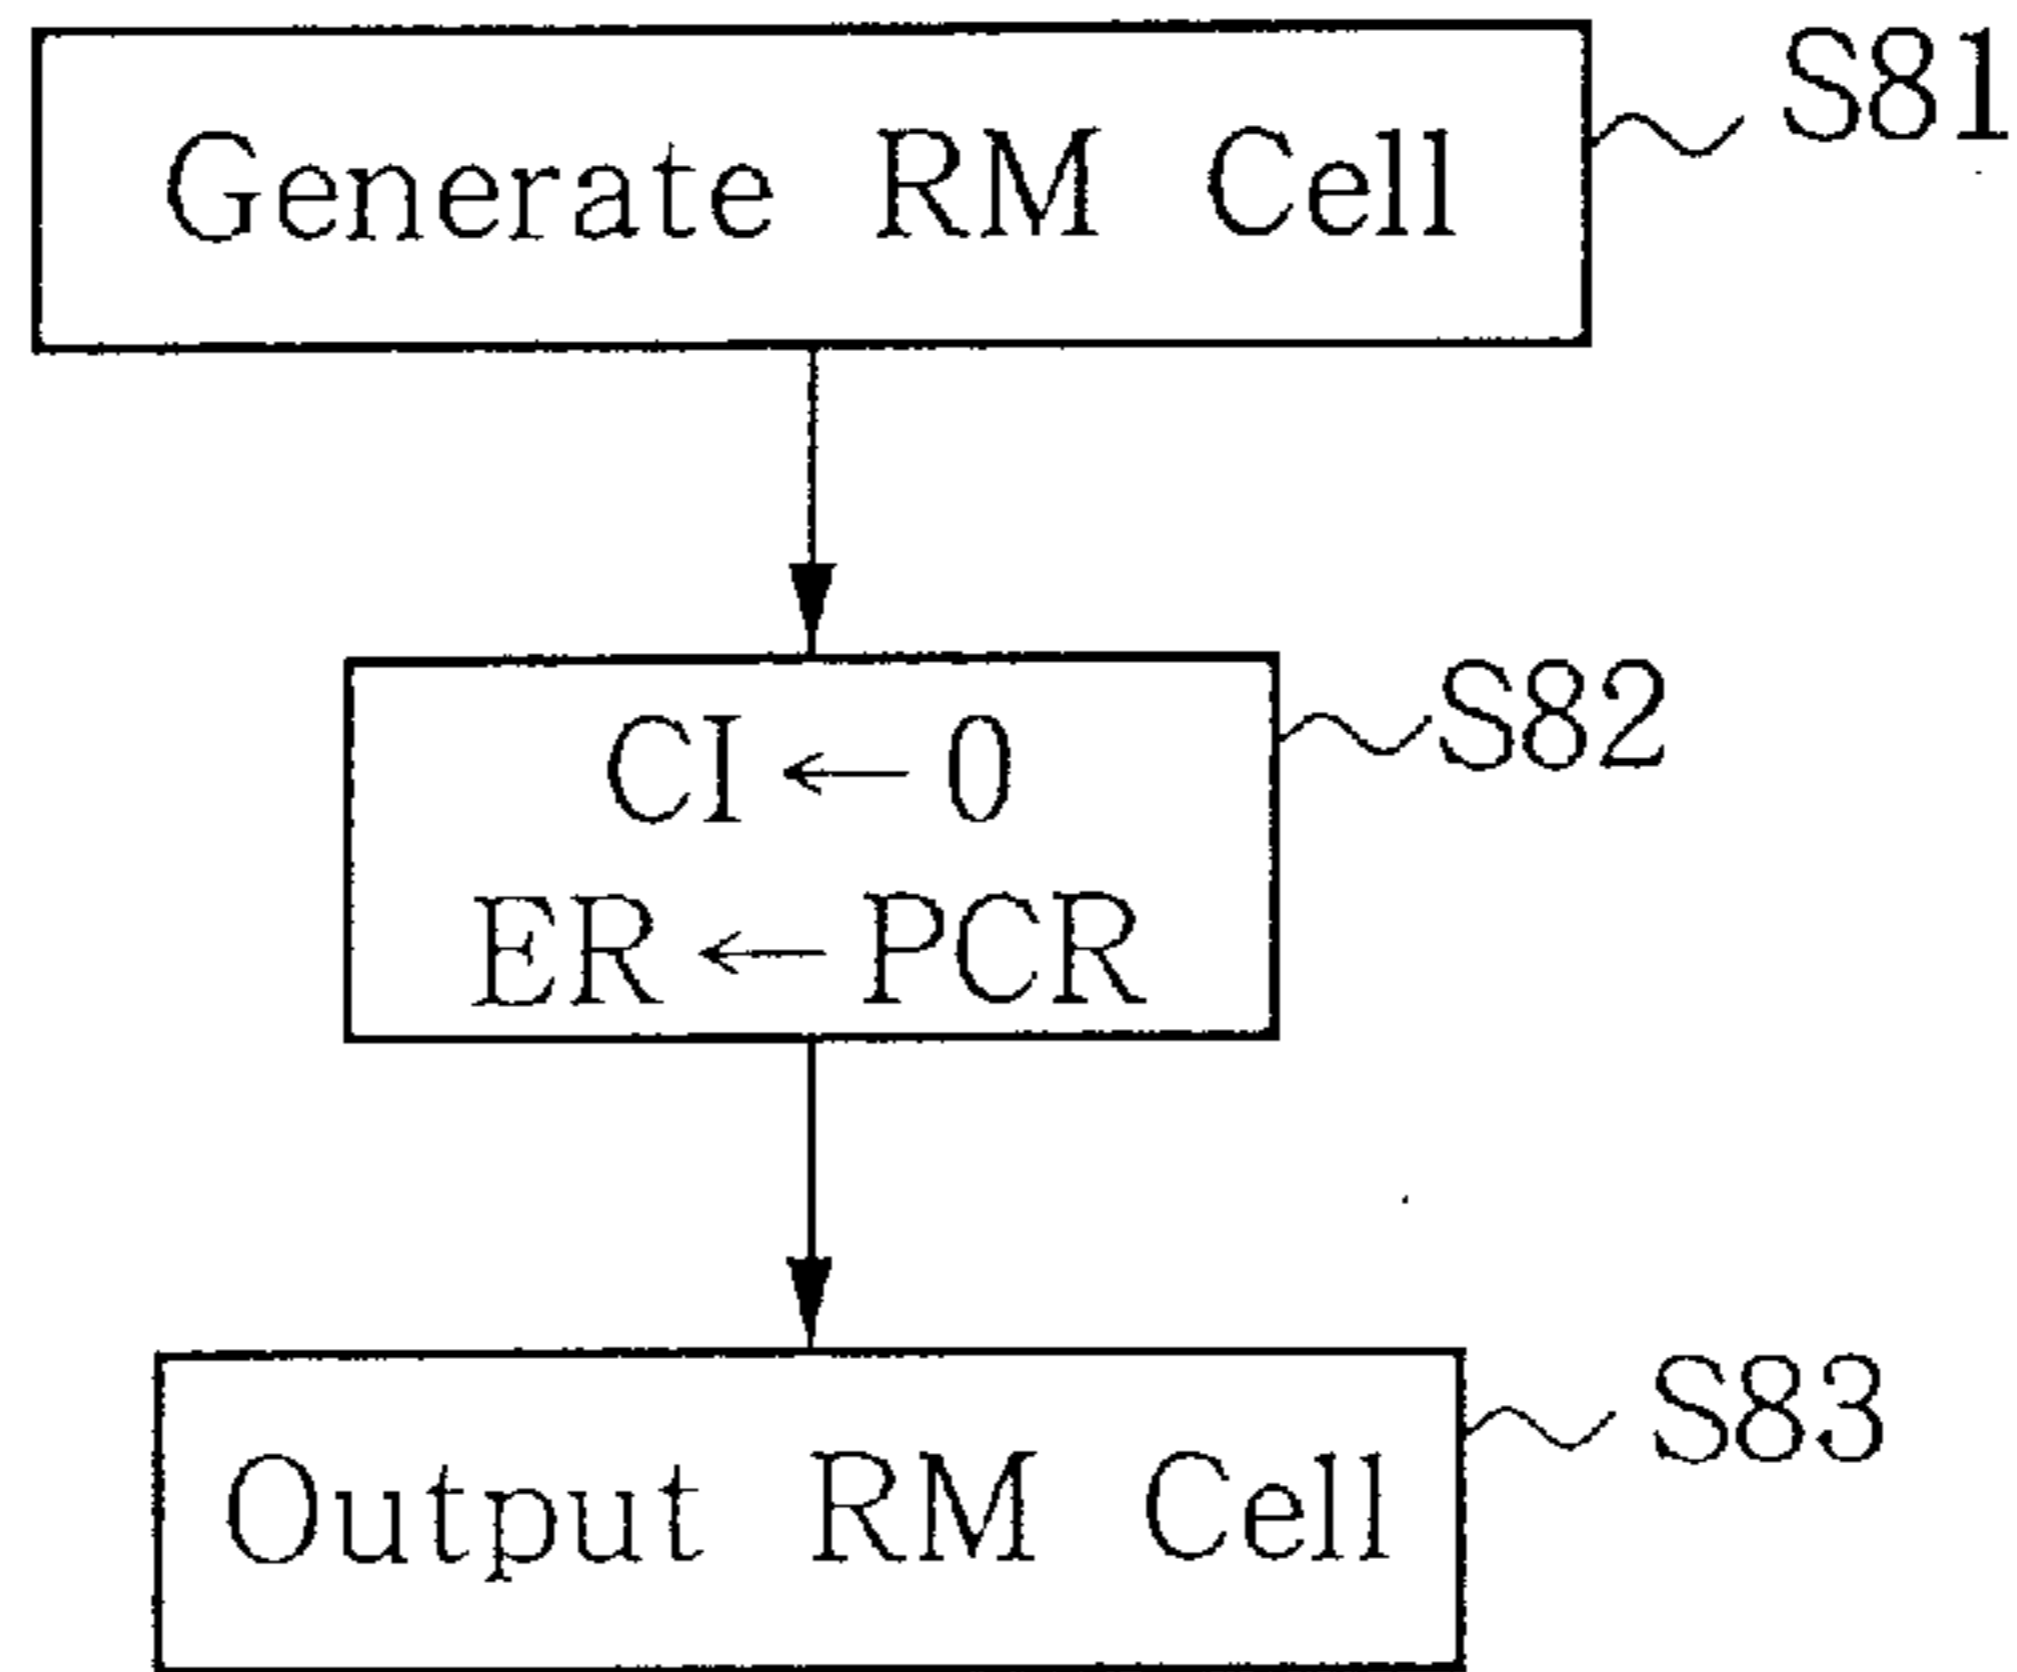 Generate RM Cell
S81
CI ← 0
ER ← PCR
S82
Output RM Cell
S83